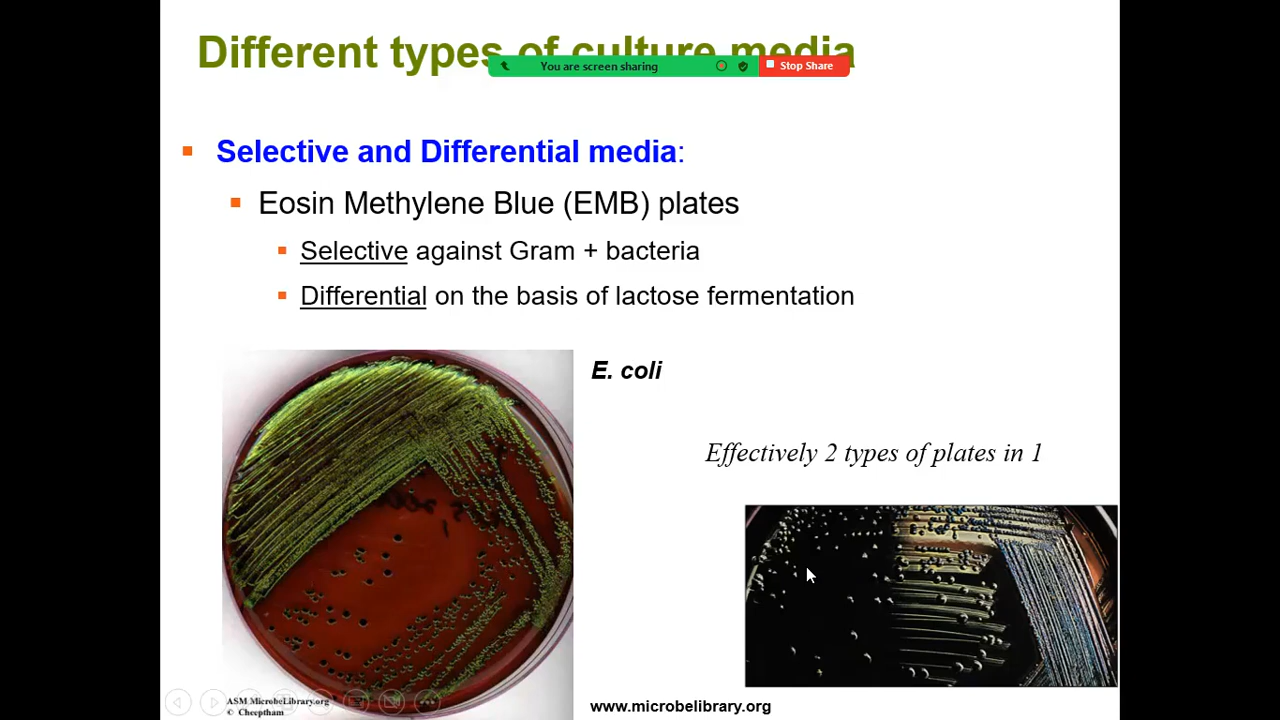 Different types of culture media
You are screen sharing
Stop Share
Selective and Differential media:
Eosin Methylene Blue (EMB) plates
Selective against Gram + bacteria
Differential on the basis of lactose fermentation
E. coli
Effectively 2 types of plates in 1
ASM MicrobeLibrary.org
© Cheeptham
www.microbelibrary.org